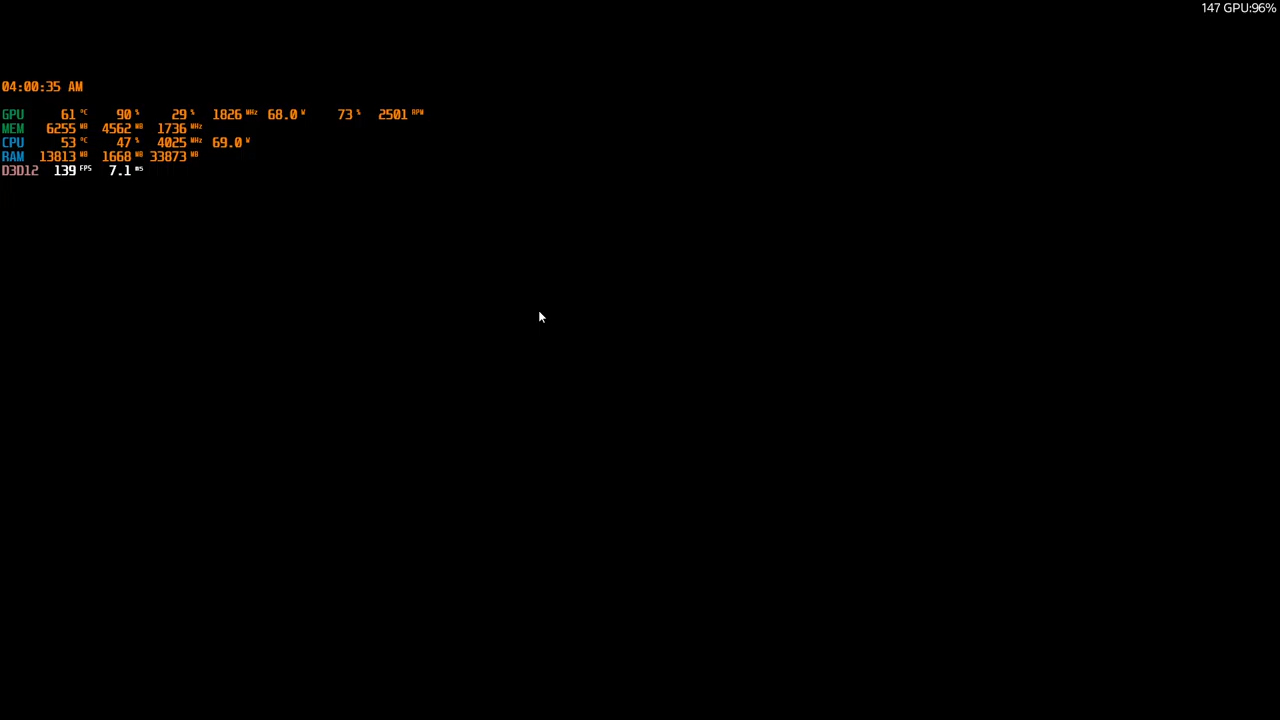 147 GPU:96%
04:00:35 AM
GPU 61 °C 90 % 29 % 1826 MHz 68.0 W 73 % 2501 RPM
MEM 6255 MB 4562 MB 1736 MHz
CPU 53 °C 47 % 4025 MHz 69.0 W
RAM 13813 MB 1668 MB 33873 MB
D3D12 139 FPS 7.1 ms